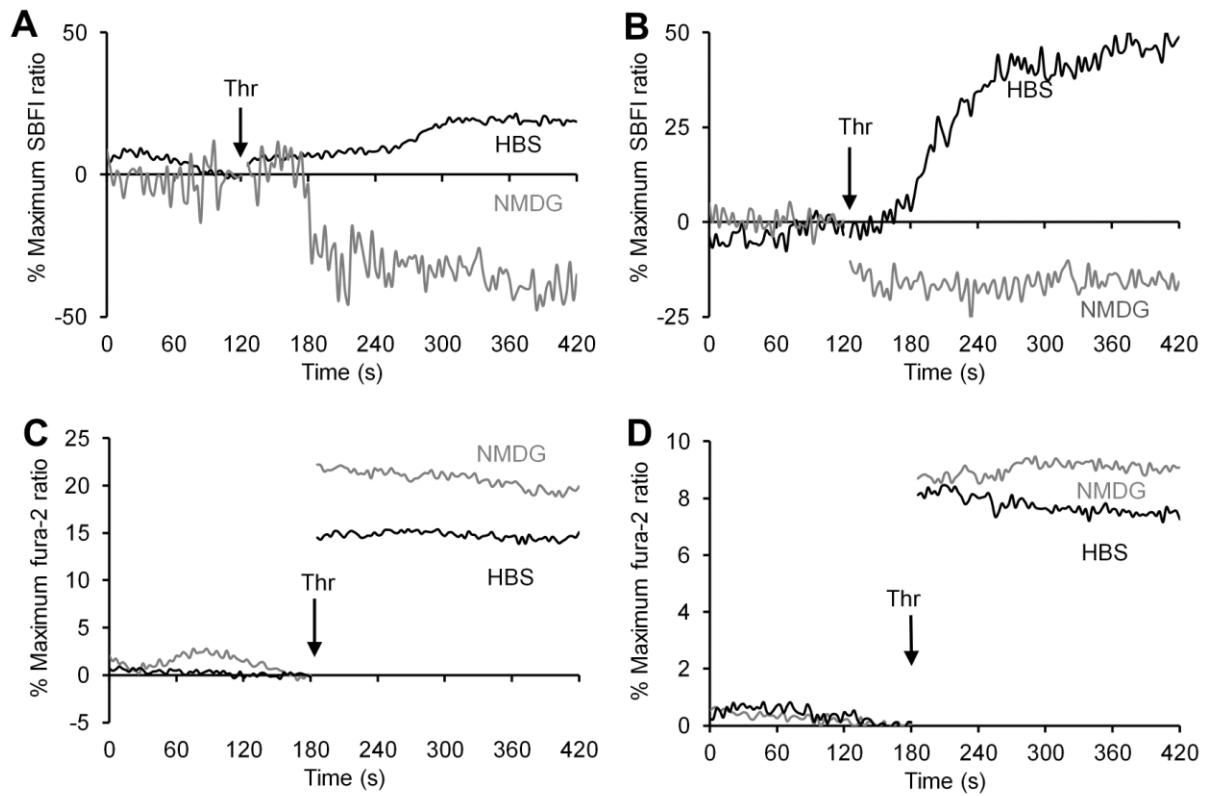 A
% Maximum SBFI ratio
50
0
-50
Thr
HBS
NMDG
0 60 120 180 240 300 360 420
Time (s)
B
% Maximum SBFI ratio
50
25
0
-25
Thr
HBS
NMDG
0 60 120 180 240 300 360 420
Time (s)
C
% Maximum fura-2 ratio
25
20
15
10
5
0
-5
NMDG
HBS
Thr
0 60 120 180 240 300 360 420
Time (s)
D
% Maximum fura-2 ratio
10
8
6
4
2
0
NMDG
HBS
Thr
0 60 120 180 240 300 360 420
Time (s)